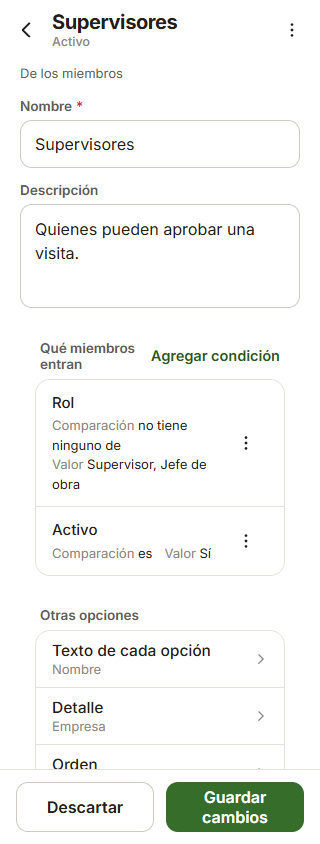 Supervisores
Activo
De los miembros
Nombre *
Supervisores
Descripción
Quienes pueden aprobar una
visita.
Qué miembros
entran
Agregar condición
Rol
Comparación no tiene
ninguno de
Valor Supervisor, Jefe de
obra
Activo
Comparación es Valor Sí
Otras opciones
Texto de cada opción
Nombre
Detalle
Empresa
Orden
Descartar
Guardar
cambios